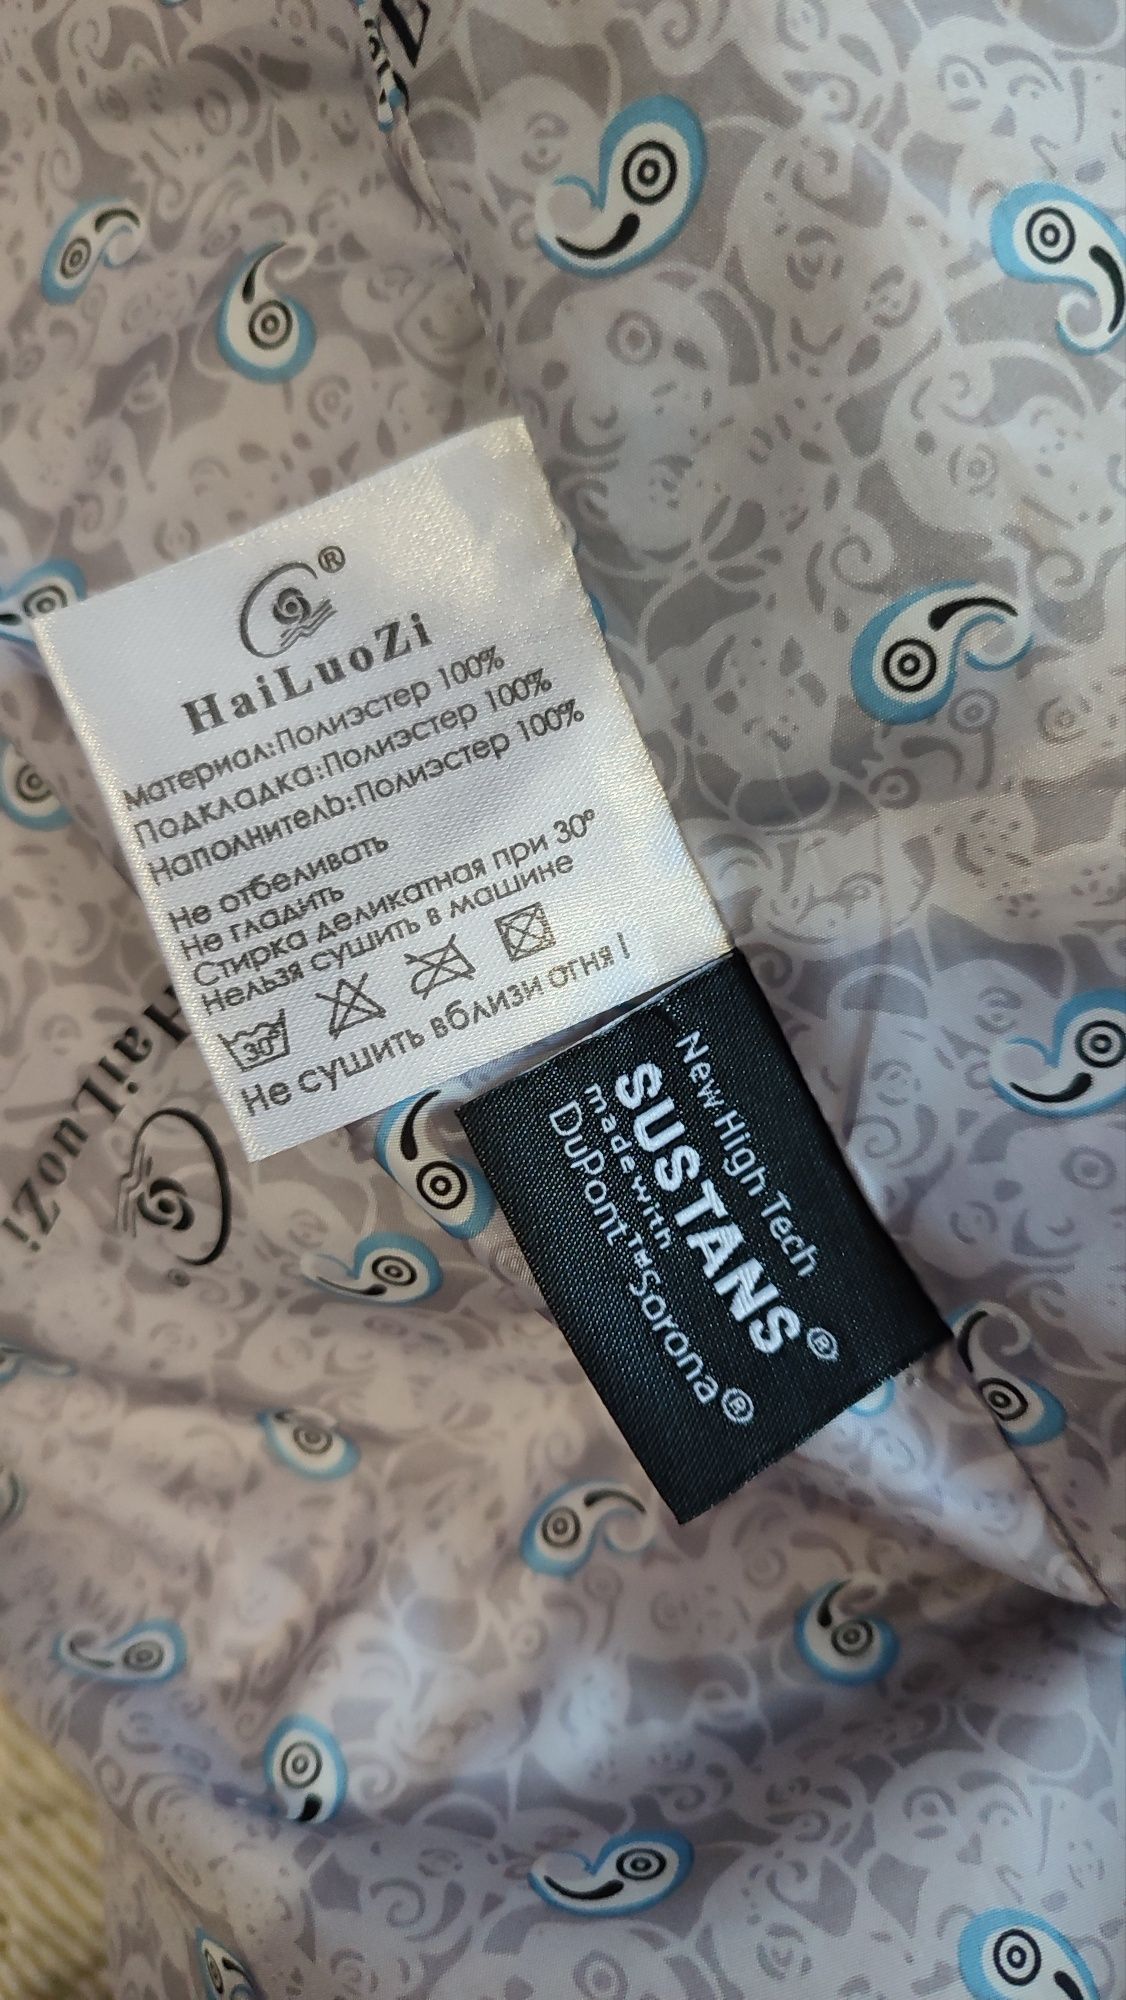 ®
HaiLuoZi
Материал:Полиэстер 100%
Подкладка:Полиэстер 100%
Наполнитель:Полиэстер 100%
Не отбеливать
Не гладить
Стирка деликатная при 30°
Нельзя сушить в машине
30°
Не сушить вблизи огня !
New High Tech
SUSTANS®
made with
DuPont™Sorona®
HaiLuoZi
®